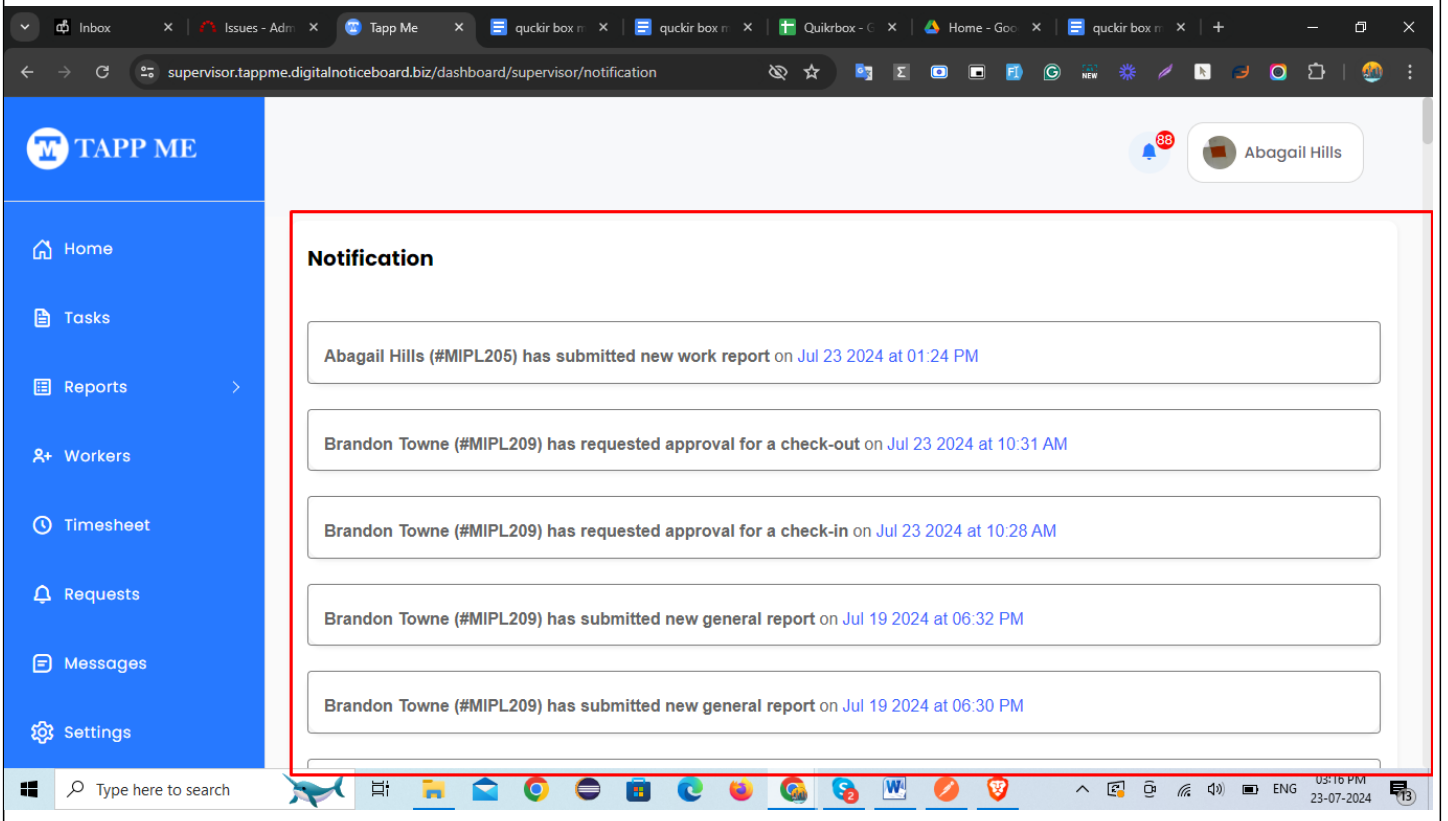 Inbox
Issues - Adm
Tapp Me
quckir box m
quckir box m
Quikrbox - G
Home - Goo
quckir box m
supervisor.tappme.digitalnoticeboard.biz/dashboard/supervisor/notification
NEW
TAPP ME
88
Abagail Hills
Home
Notification
Tasks
Abagail Hills (#MIPL205) has submitted new work report on Jul 23 2024 at 01:24 PM
Reports
Brandon Towne (#MIPL209) has requested approval for a check-out on Jul 23 2024 at 10:31 AM
Workers
Timesheet
Brandon Towne (#MIPL209) has requested approval for a check-in on Jul 23 2024 at 10:28 AM
Requests
Brandon Towne (#MIPL209) has submitted new general report on Jul 19 2024 at 06:32 PM
Messages
Brandon Towne (#MIPL209) has submitted new general report on Jul 19 2024 at 06:30 PM
Settings
Type here to search
ENG
03:16 PM
23-07-2024
13